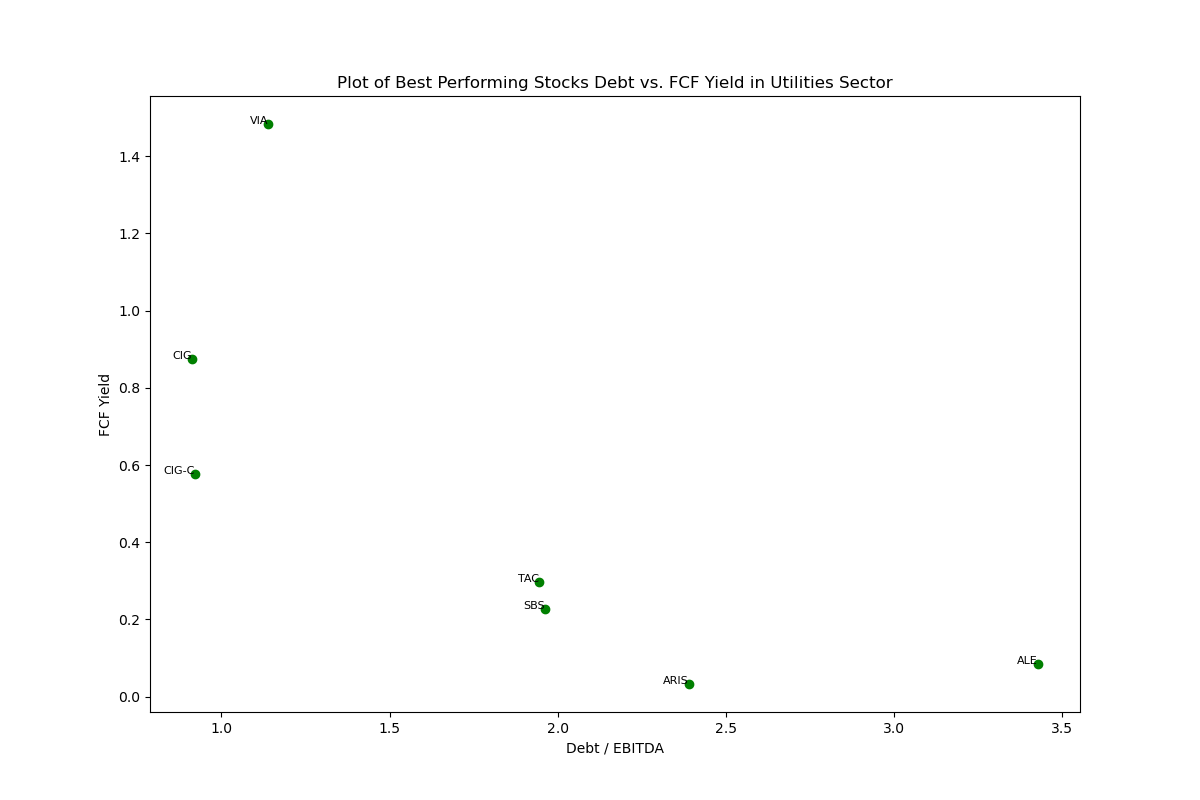 Plot of Best Performing Stocks Debt vs. FCF Yield in Utilities Sector
VIA
1.4
1.2
1.0
CIG
0.8
FCF Yield
CIG-C
0.6
0.4
TAC
SBS
0.2
ALE
ARIS
0.0
1.0 1.5 2.0 2.5 3.0 3.5
Debt / EBITDA